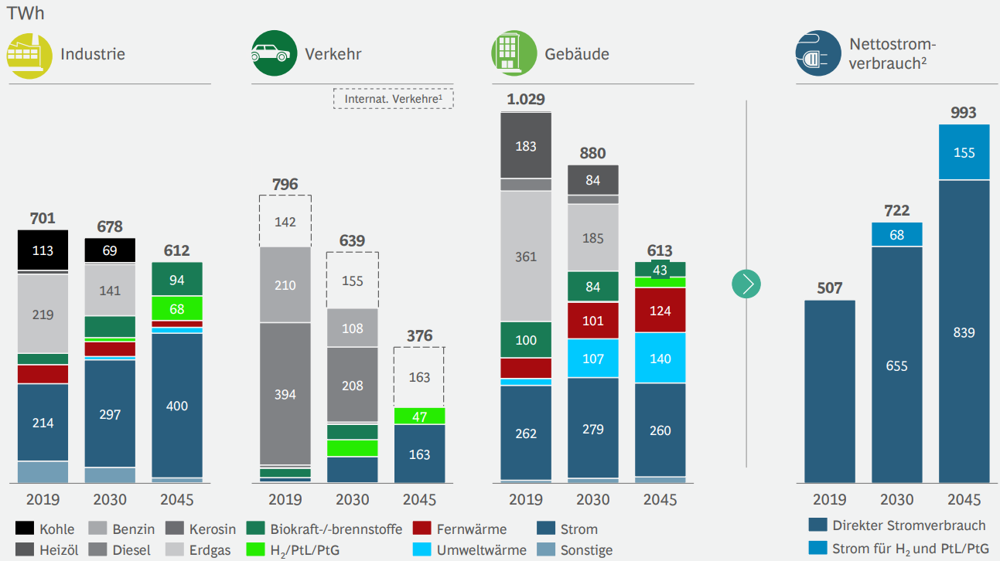 TWh
Industrie
Verkehr
Gebäude
Nettostrom-
verbrauch²
Internat. Verkehre¹
701
113
219
214
678
69
141
297
612
94
68
400
2019
2030
2045
796
142
210
394
639
155
108
208
376
163
47
163
2019
2030
2045
1.029
183
361
100
262
880
84
185
84
101
107
279
613
43
124
140
260
2019
2030
2045
507
722
68
655
993
155
839
2019
2030
2045
Kohle
Benzin
Kerosin
Biokraft-/-brennstoffe
Fernwärme
Strom
Heizöl
Diesel
Erdgas
H₂/PtL/PtG
Umweltwärme
Sonstige
Direkter Stromverbrauch
Strom für H₂ und PtL/PtG